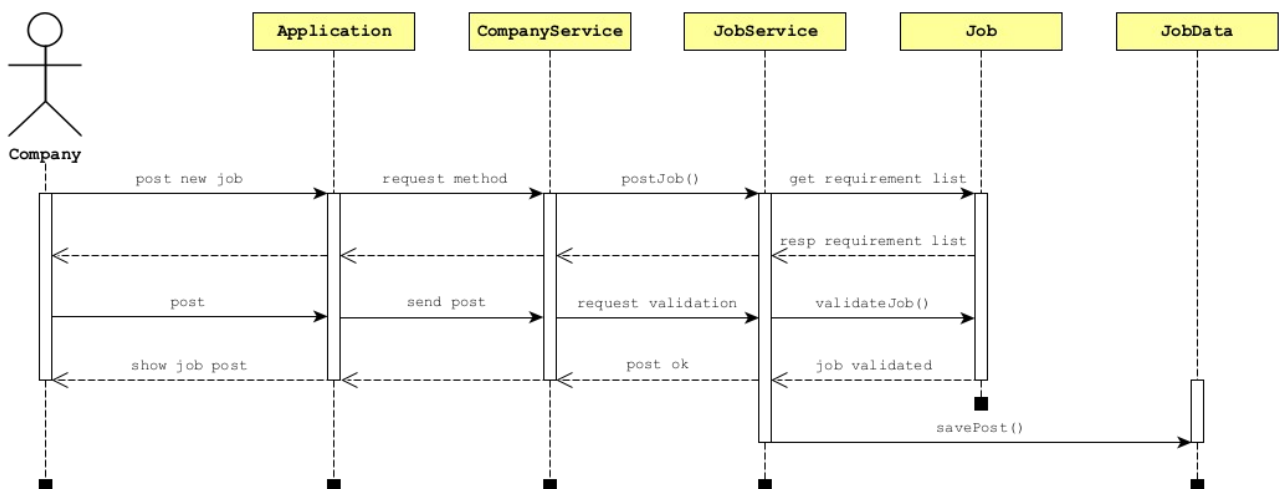 Application
CompanyService
JobService
Job
JobData
Company
post new job
request method
postJob()
get requirement list
resp requirement list
post
send post
request validation
validateJob()
show job post
post ok
job validated
savePost()